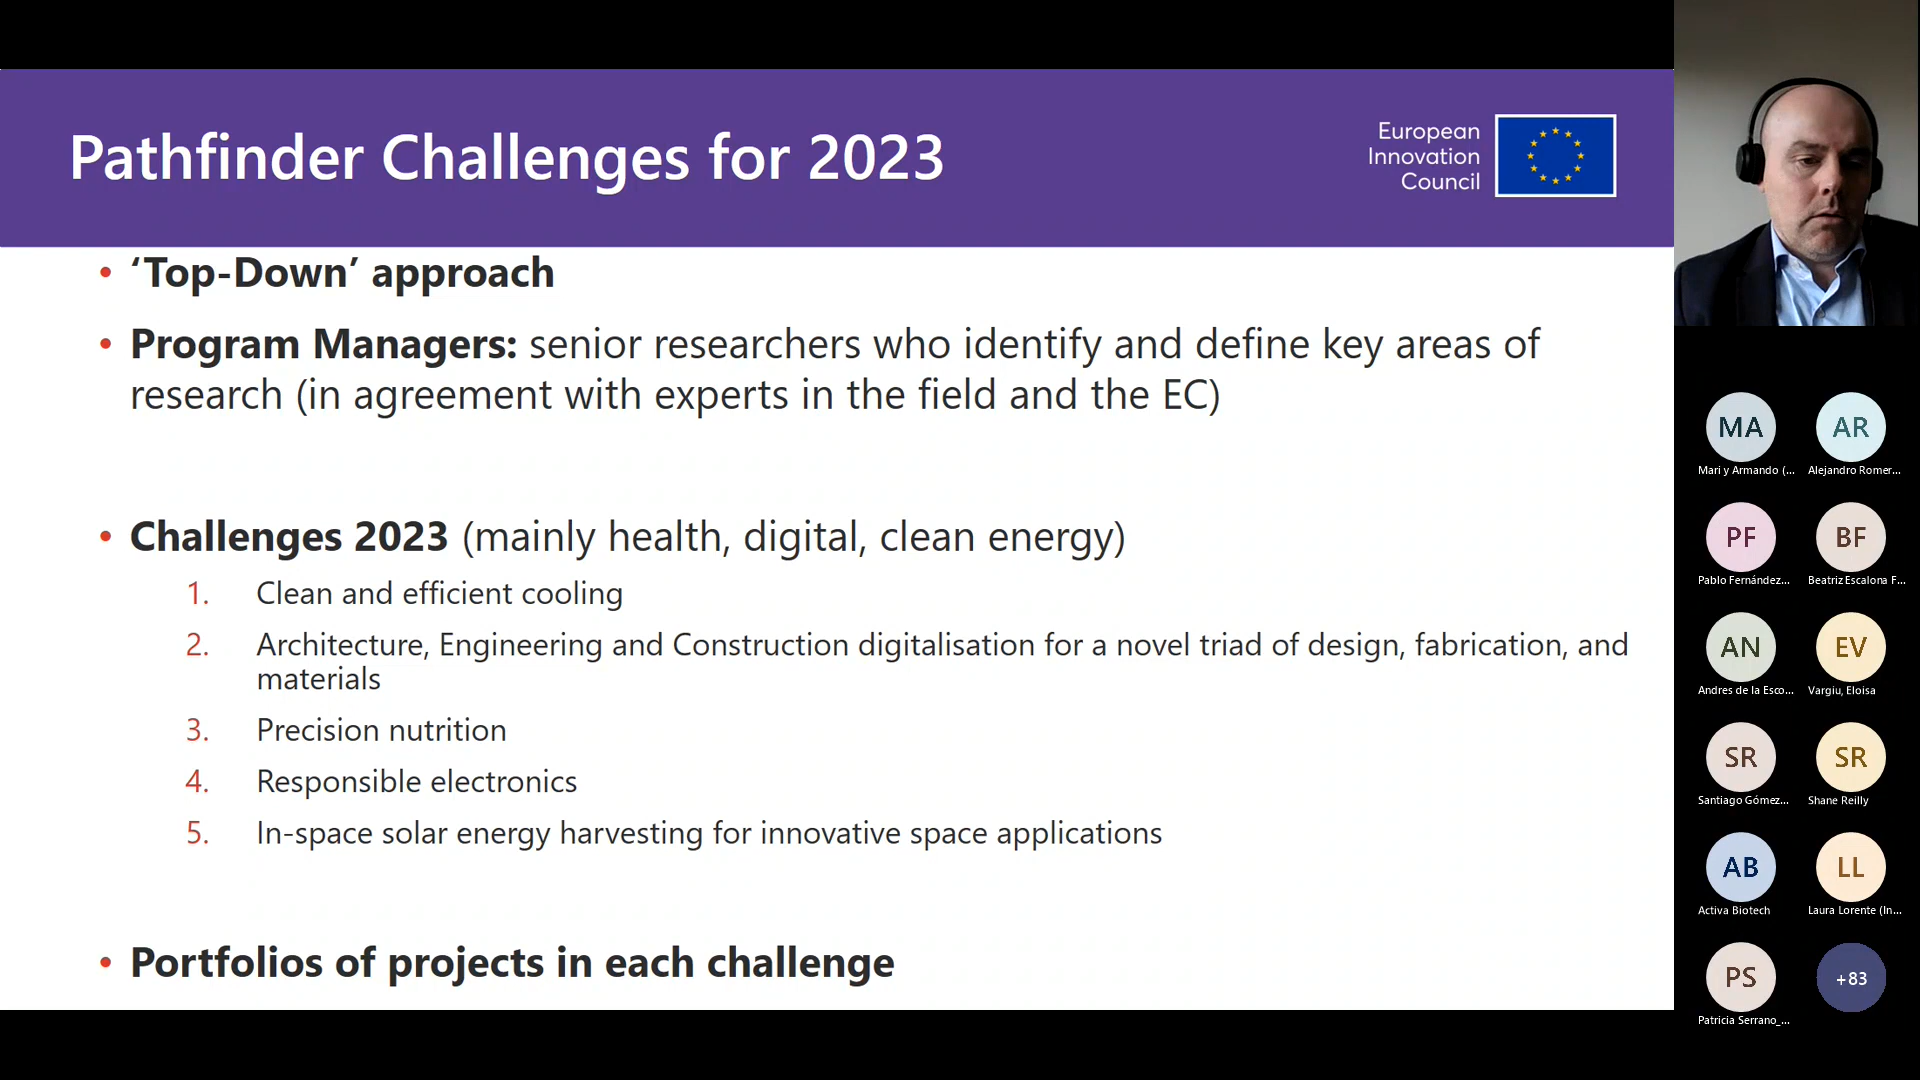 Pathfinder Challenges for 2023
European
Innovation
Council
• ‘Top-Down’ approach
• Program Managers: senior researchers who identify and define key areas of
research (in agreement with experts in the field and the EC)
• Challenges 2023 (mainly health, digital, clean energy)
1. Clean and efficient cooling
2. Architecture, Engineering and Construction digitalisation for a novel triad of design, fabrication, and
materials
3. Precision nutrition
4. Responsible electronics
5. In-space solar energy harvesting for innovative space applications
• Portfolios of projects in each challenge
MA
Mari y Armando (...
AR
Alejandro Romer...
PF
Pablo Fernández...
BF
Beatriz Escalona F...
AN
Andres de la Esco...
EV
Vargiu, Eloisa
SR
Santiago Gómez...
SR
Shane Reilly
AB
Activa Biotech
LL
Laura Lorente (In...
PS
Patricia Serrano_...
+83